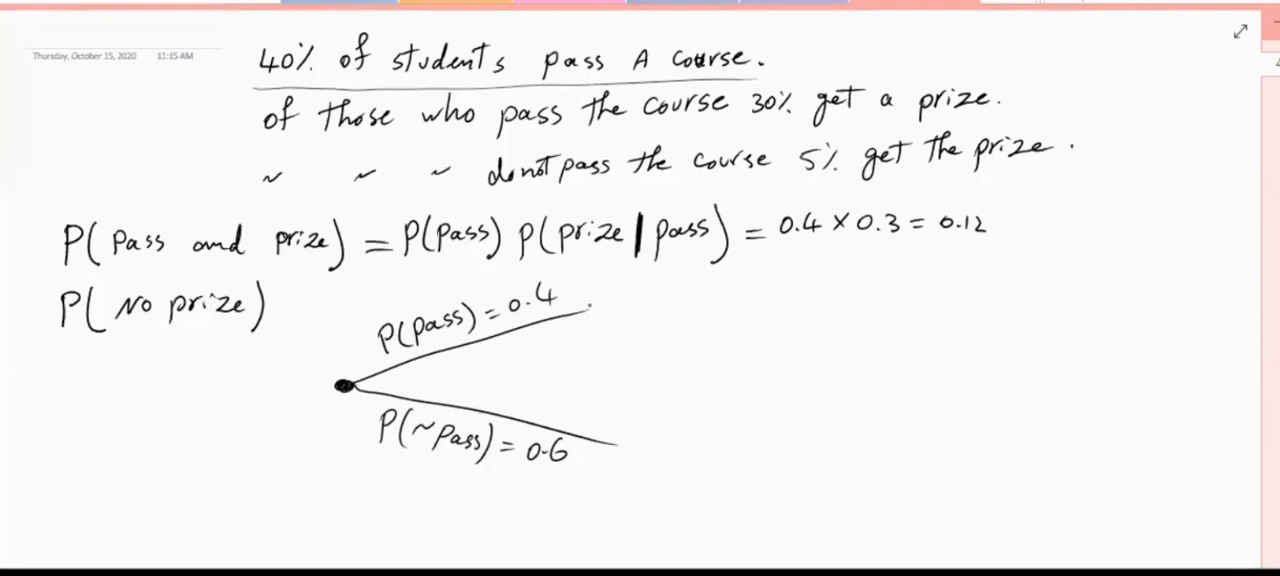 Thursday, October 15, 2020 11:15 AM
40% of students pass A course.
of those who pass the course 30% get a prize.
~ ~ ~ do not pass the course 5% get the prize.
P(pass and prize) = P(pass) P(prize | pass) = 0.4 × 0.3 = 0.12
P(No prize)
P(pass) = 0.4
P(~pass) = 0.6